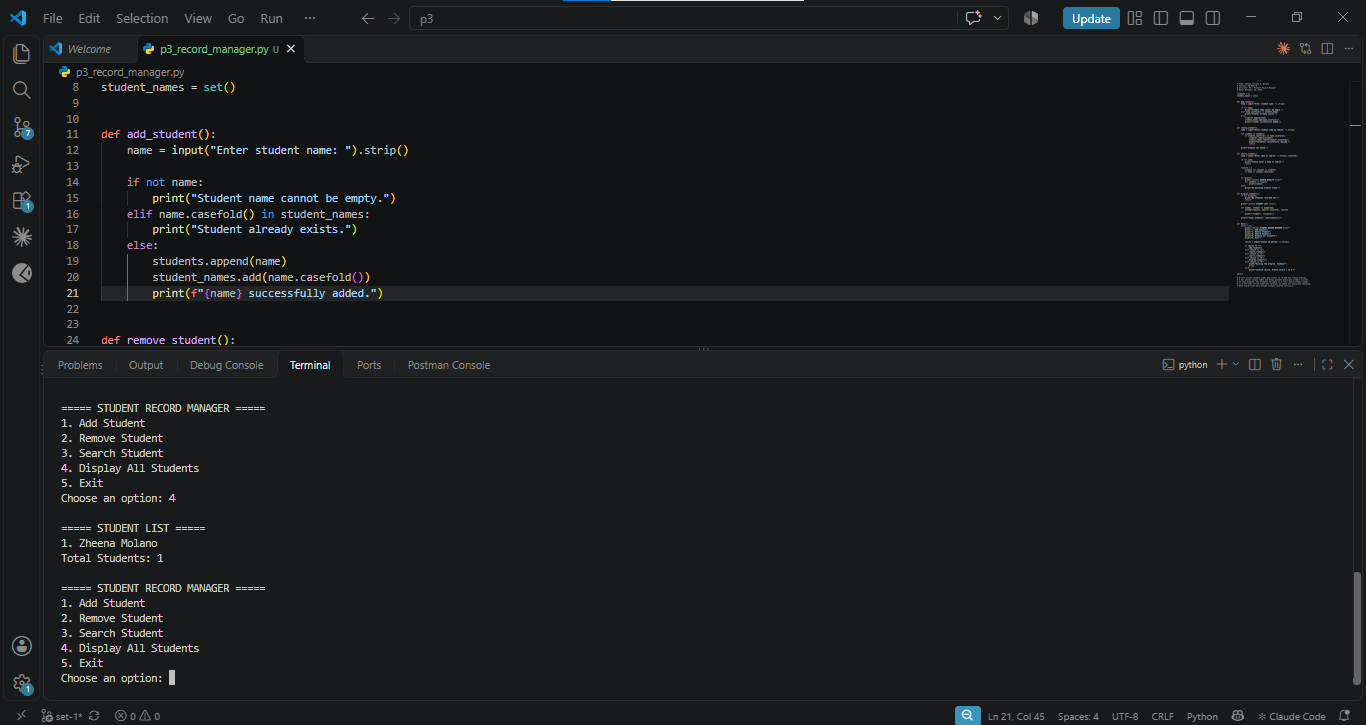 File Edit Selection View Go Run ··· p3 Update
Welcome p3_record_manager.py U
p3_record_manager.py
8 student_names = set()
9
10
11 def add_student():
12 name = input("Enter student name: ").strip()
13
14 if not name:
15 print("Student name cannot be empty.")
16 elif name.casefold() in student_names:
17 print("Student already exists.")
18 else:
19 students.append(name)
20 student_names.add(name.casefold())
21 print(f"{name} successfully added.")
22
23
24 def remove_student():
7
1
1
Problems Output Debug Console Terminal Ports Postman Console python
===== STUDENT RECORD MANAGER =====
1. Add Student
2. Remove Student
3. Search Student
4. Display All Students
5. Exit
Choose an option: 4
===== STUDENT LIST =====
1. Zheena Molano
Total Students: 1
===== STUDENT RECORD MANAGER =====
1. Add Student
2. Remove Student
3. Search Student
4. Display All Students
5. Exit
Choose an option:
set-1* 0 0 Ln 21, Col 45 Spaces: 4 UTF-8 CRLF Python Claude Code